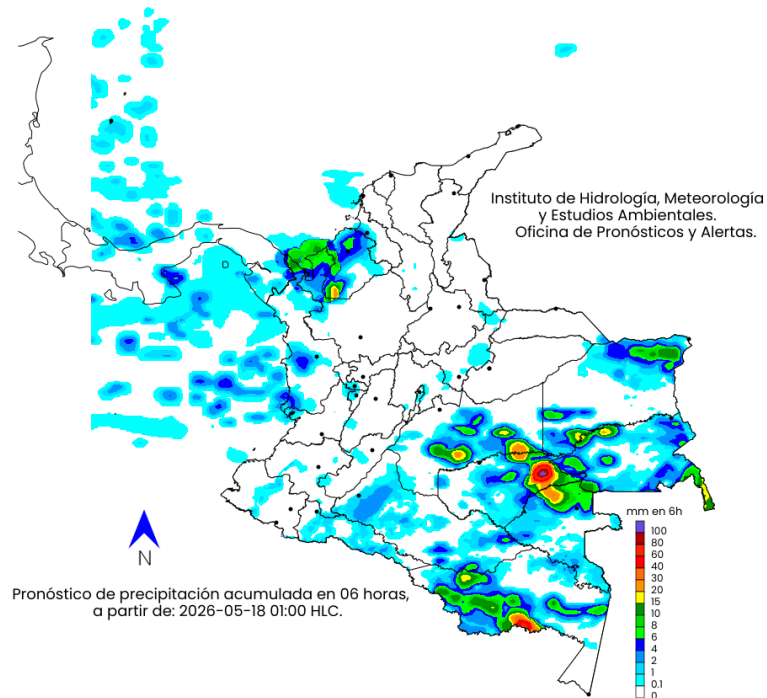 Instituto de Hidrología, Meteorología
y Estudios Ambientales.
Oficina de Pronósticos y Alertas.
N
Pronóstico de precipitación acumulada en 06 horas,
a partir de: 2026-05-18 01:00 HLC.
mm en 6h
100
80
60
40
30
20
15
10
8
6
4
2
1
0.1
0